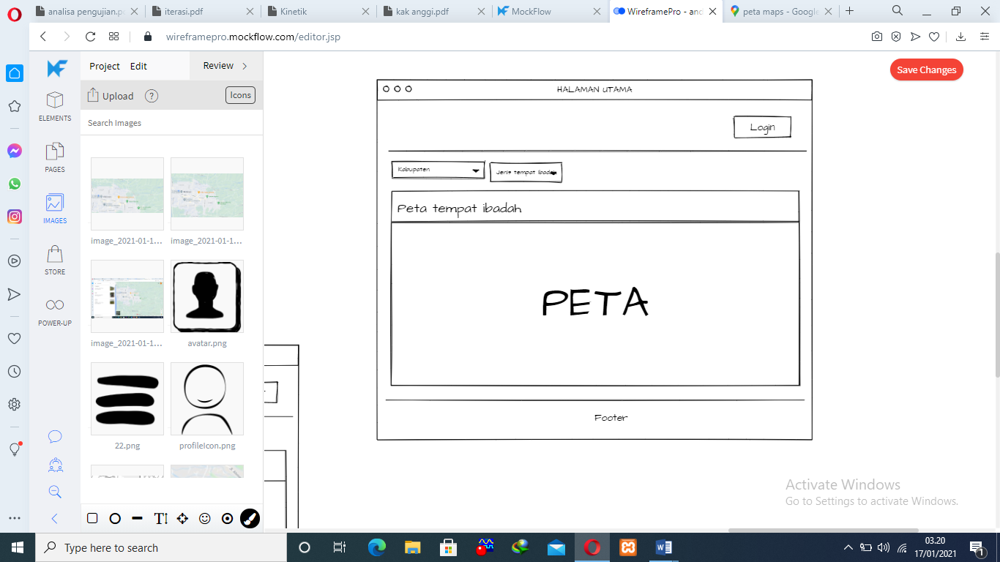 analisa pengujian.p
iterasi.pdf
Kinetik
kak anggi.pdf
MockFlow
WireframePro - and
peta maps - Google
wireframepro.mockflow.com/editor.jsp
Project Edit Review
Save Changes
Upload ? Icons
Search Images
ELEMENTS
PAGES
IMAGES
STORE
POWER-UP
image_2021-01-1... image_2021-01-1...
image_2021-01-1... avatar.png
22.png profileIcon.png
HALAMAN UTAMA
Login
Kabupaten Jenis tempat ibadah
Peta tempat ibadah
PETA
Footer
Activate Windows
Go to Settings to activate Windows.
Type here to search
03.20
17/01/2021
1